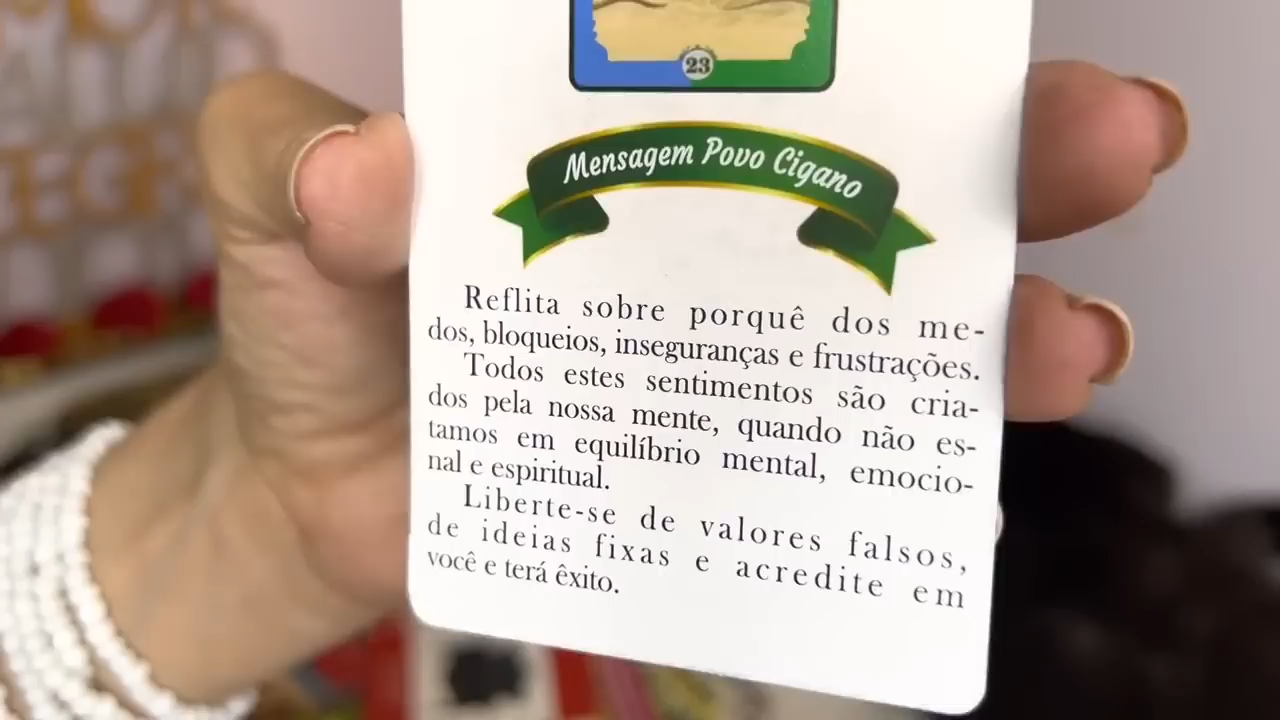 23
Mensagem Povo Cigano
Reflita sobre porquê dos me-
dos, bloqueios, inseguranças e frustrações.
Todos estes sentimentos são cria-
dos pela nossa mente, quando não es-
tamos em equilíbrio mental, emocio-
nal e espiritual.
Liberte-se de valores falsos,
de ideias fixas e acredite em
você e terá êxito.